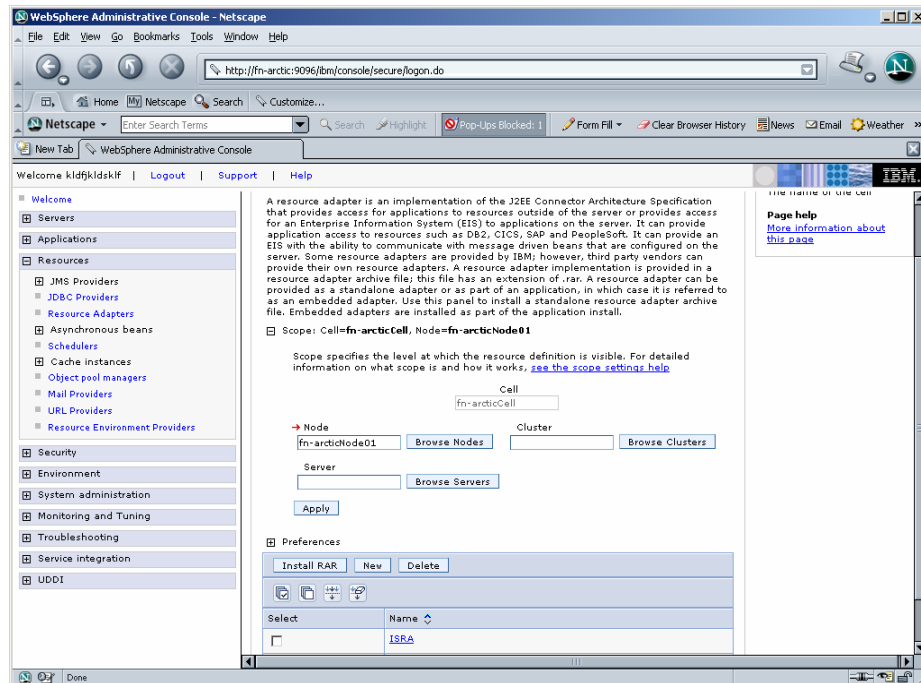 WebSphere Administrative Console - Netscape
File Edit View Go Bookmarks Tools Window Help
http://fn-arctic:9096/ibm/console/secure/logon.do
Home My Netscape Search Customize...
Netscape Enter Search Terms Search Highlight Pop-Ups Blocked: 1 Form Fill Clear Browser History News Email Weather »
New Tab WebSphere Administrative Console
Welcome kldfjkldsklf | Logout | Support | Help IBM.
Welcome
Servers
Applications
Resources
JMS Providers
JDBC Providers
Resource Adapters
Asynchronous beans
Schedulers
Cache instances
Object pool managers
Mail Providers
URL Providers
Resource Environment Providers
Security
Environment
System administration
Monitoring and Tuning
Troubleshooting
Service integration
UDDI
A resource adapter is an implementation of the J2EE Connector Architecture Specification
that provides access for applications to resources outside of the server or provides access
for an Enterprise Information System (EIS) to applications on the server. It can provide
application access to resources such as DB2, CICS, SAP and PeopleSoft. It can provide an
EIS with the ability to communicate with message driven beans that are configured on the
server. Some resource adapters are provided by IBM; however, third party vendors can
provide their own resource adapters. A resource adapter implementation is provided in a
resource adapter archive file; this file has an extension of .rar. A resource adapter can be
provided as a standalone adapter or as part of an application, in which case it is referred to
as an embedded adapter. Use this panel to install a standalone resource adapter archive
file. Embedded adapters are installed as part of the application install.
Scope: Cell=fn-arcticCell, Node=fn-arcticNode01
Scope specifies the level at which the resource definition is visible. For detailed
information on what scope is and how it works, see the scope settings help
Cell
fn-arcticCell
Node Cluster
fn-arcticNode01 Browse Nodes Browse Clusters
Server
Browse Servers
Apply
Preferences
Install RAR New Delete
Select Name
ISRA
The name of the cell
Page help
More information about
this page
Done